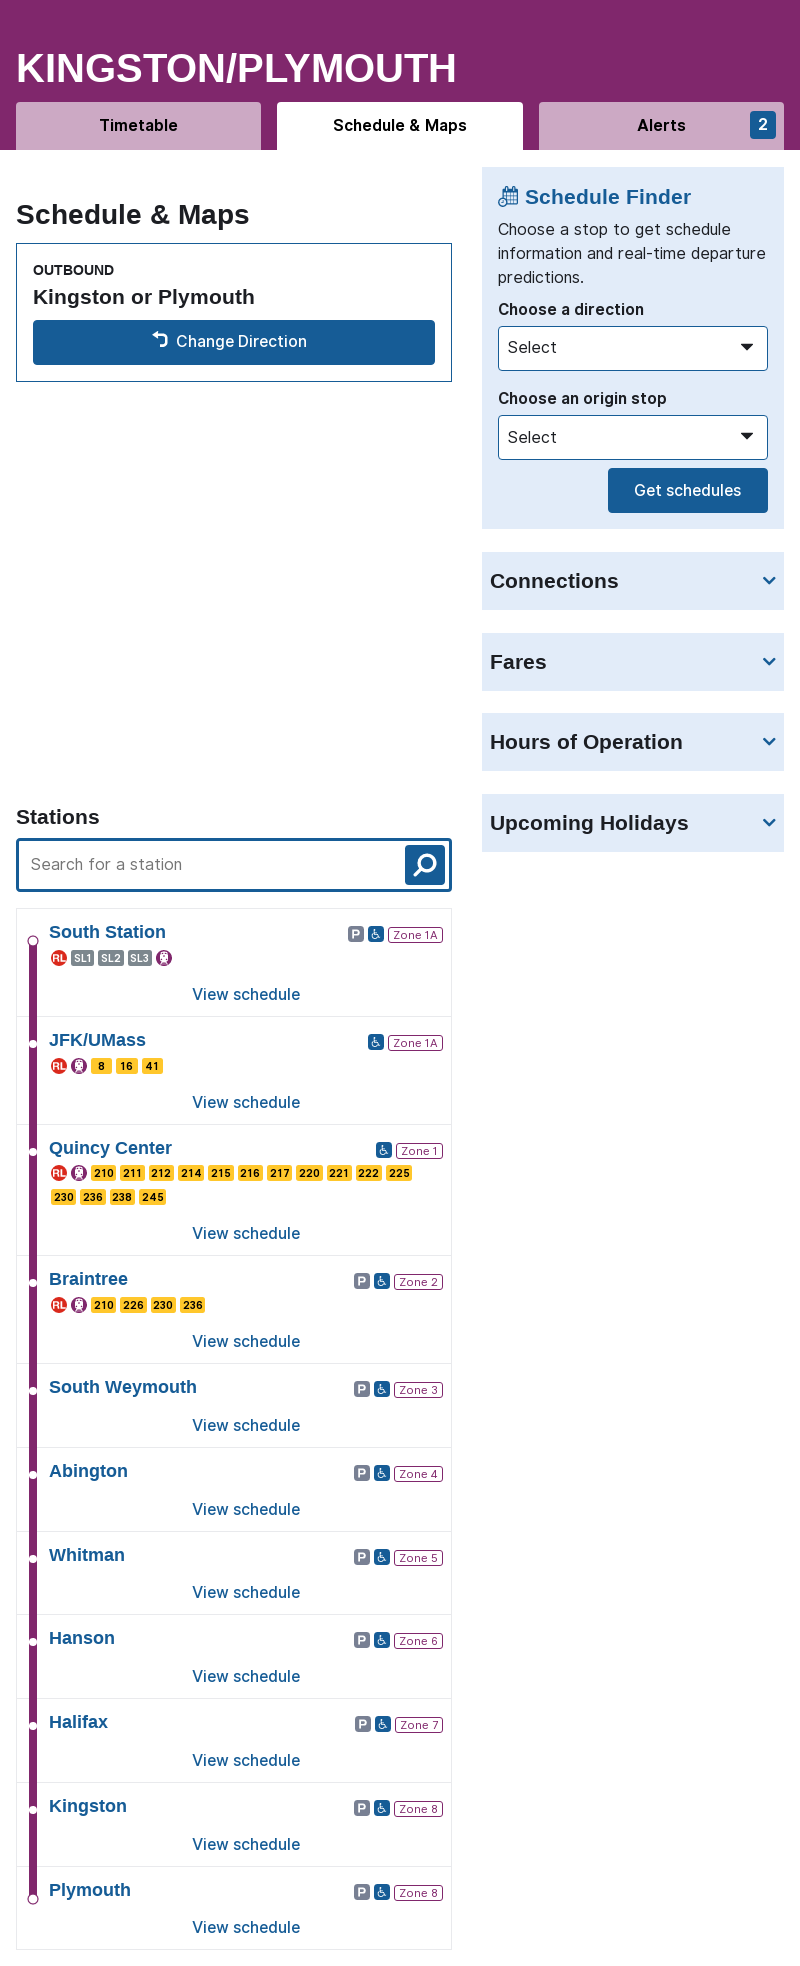 KINGSTON/PLYMOUTH
Timetable
Schedule & Maps
Alerts
2
Schedule & Maps
OUTBOUND
Kingston or Plymouth
Change Direction
Schedule Finder
Choose a stop to get schedule
information and real-time departure
predictions.
Choose a direction
Select
Choose an origin stop
Select
Get schedules
Connections
Fares
Hours of Operation
Upcoming Holidays
Stations
Search for a station
South Station
P Zone 1A
RL SL1 SL2 SL3
View schedule
JFK/UMass
Zone 1A
RL 8 16 41
View schedule
Quincy Center
Zone 1
RL 210 211 212 214 215 216 217 220 221 222 225
230 236 238 245
View schedule
Braintree
P Zone 2
RL 210 226 230 236
View schedule
South Weymouth
P Zone 3
View schedule
Abington
P Zone 4
View schedule
Whitman
P Zone 5
View schedule
Hanson
P Zone 6
View schedule
Halifax
P Zone 7
View schedule
Kingston
P Zone 8
View schedule
Plymouth
P Zone 8
View schedule